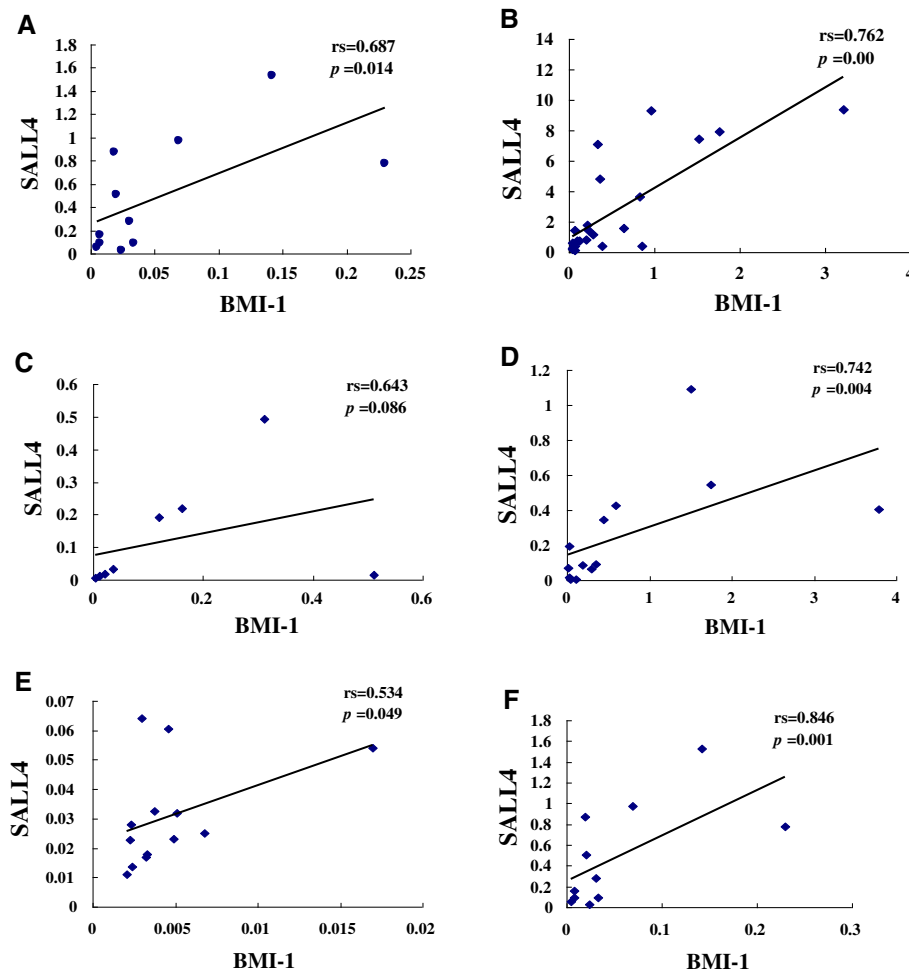 A
rs=0.687
p =0.014
SALL4
1.8
1.6
1.4
1.2
1
0.8
0.6
0.4
0.2
0
0 0.05 0.1 0.15 0.2 0.25
BMI-1
B
rs=0.762
p =0.00
SALL4
14
12
10
8
6
4
2
0
0 1 2 3 4
BMI-1
C
rs=0.643
p =0.086
SALL4
0.6
0.5
0.4
0.3
0.2
0.1
0
0 0.2 0.4 0.6
BMI-1
D
rs=0.742
p =0.004
SALL4
1.2
1
0.8
0.6
0.4
0.2
0
0 1 2 3 4
BMI-1
E
rs=0.534
p =0.049
SALL4
0.07
0.06
0.05
0.04
0.03
0.02
0.01
0
0 0.005 0.01 0.015 0.02
BMI-1
F
rs=0.846
p =0.001
SALL4
1.8
1.6
1.4
1.2
1
0.8
0.6
0.4
0.2
0
0 0.1 0.2 0.3
BMI-1